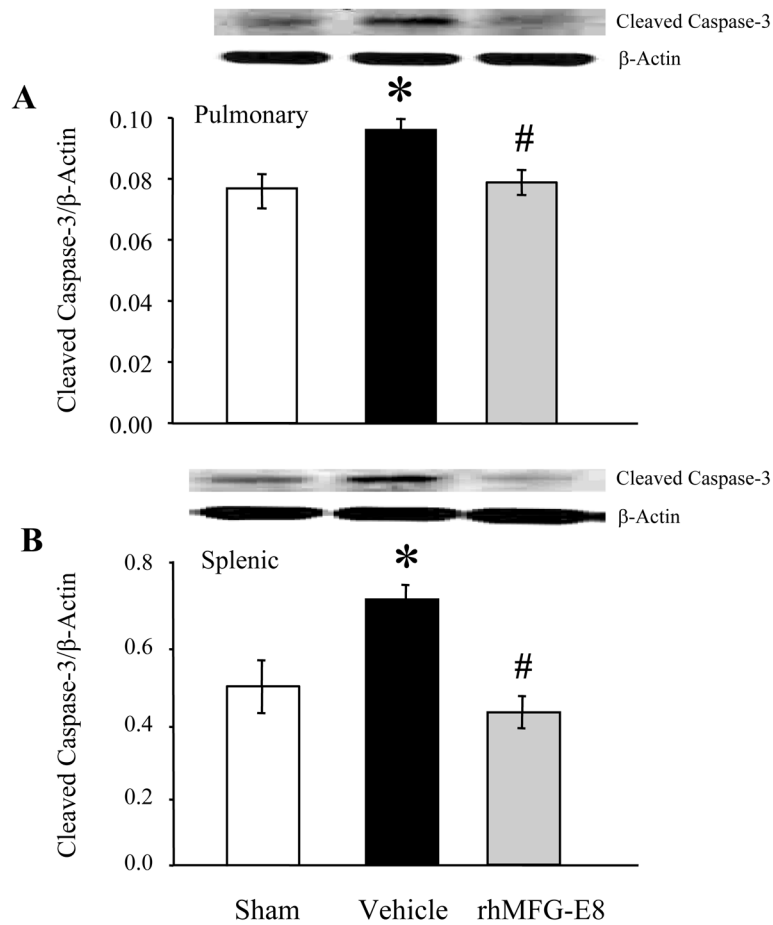 Cleaved Caspase-3
β-Actin
A
Pulmonary
*
#
Cleaved Caspase-3/β-Actin
0.10
0.08
0.06
0.04
0.02
0.00
Cleaved Caspase-3
β-Actin
B
Splenic
*
#
Cleaved Caspase-3/β-Actin
0.8
0.6
0.4
0.2
0.0
Sham Vehicle rhMFG-E8